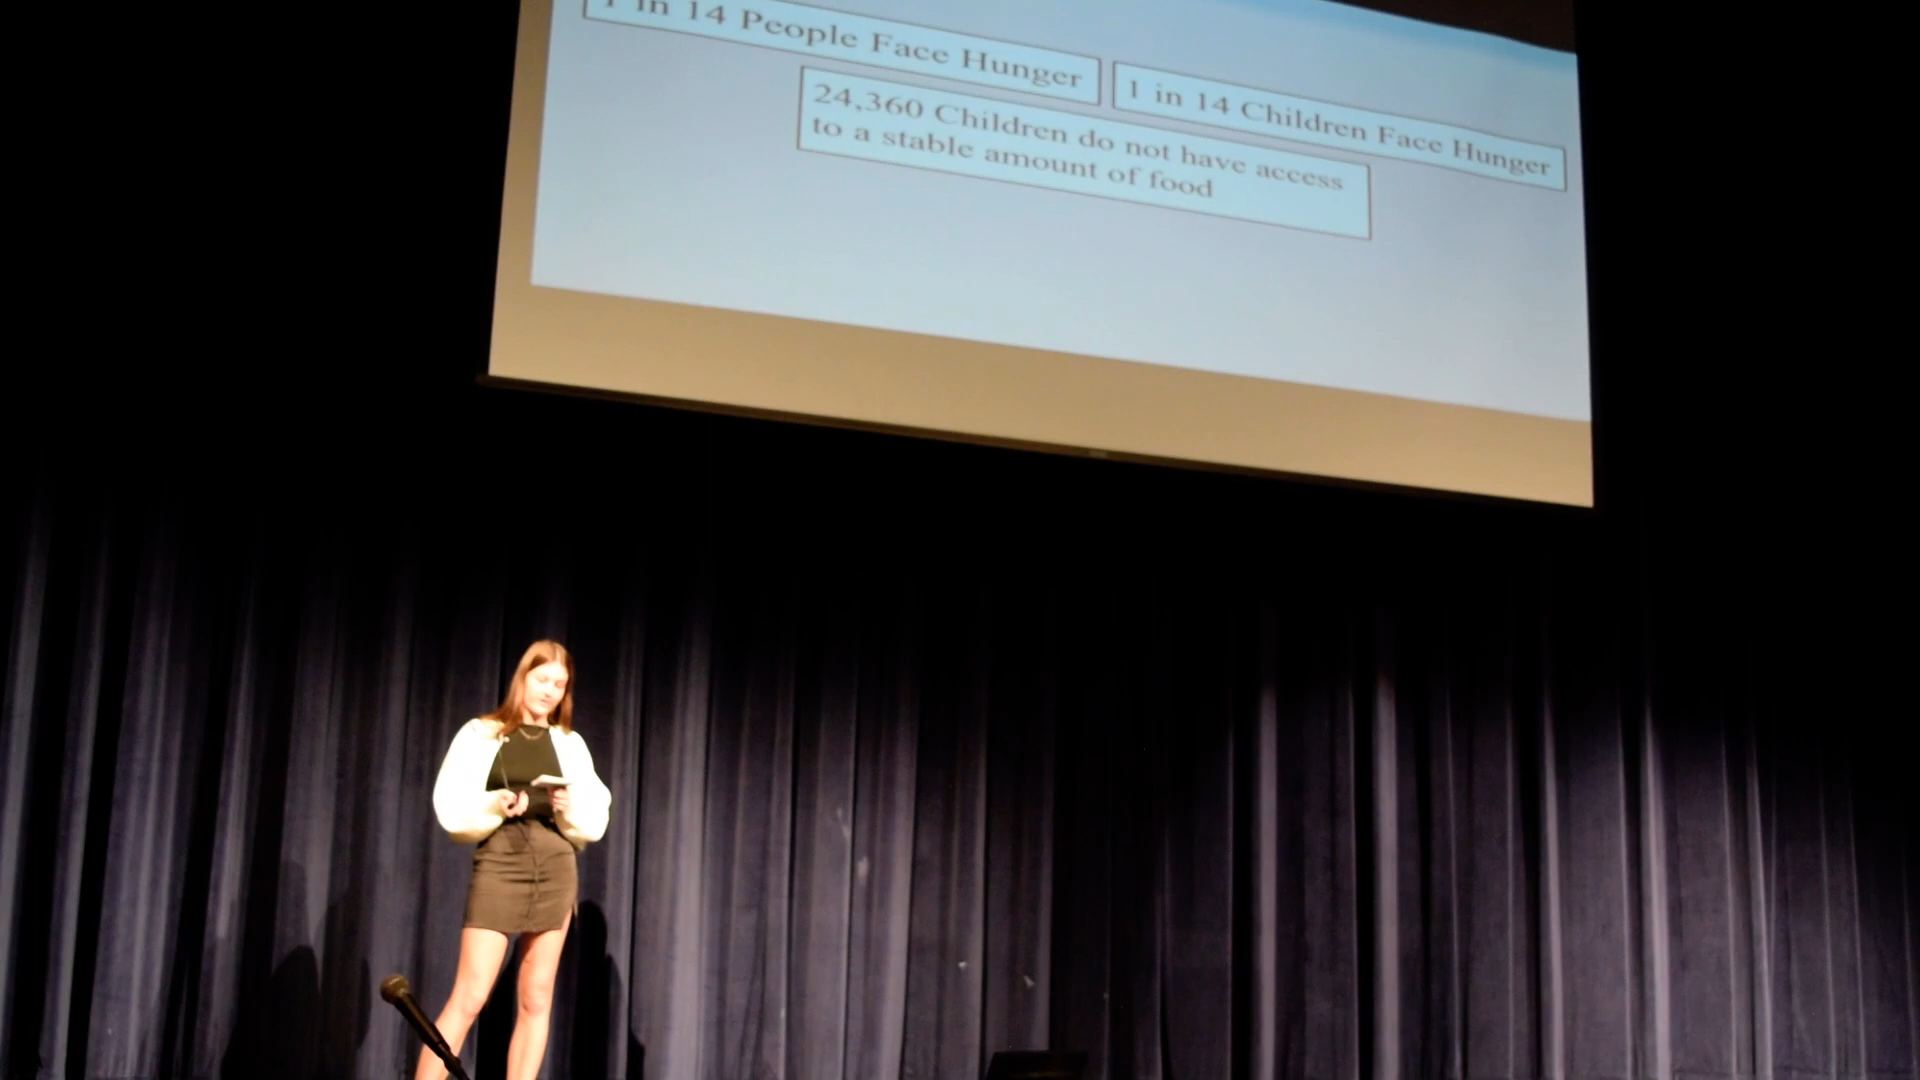 1 in 14 People Face Hunger
1 in 14 Children Face Hunger
24,360 Children do not have access
to a stable amount of food